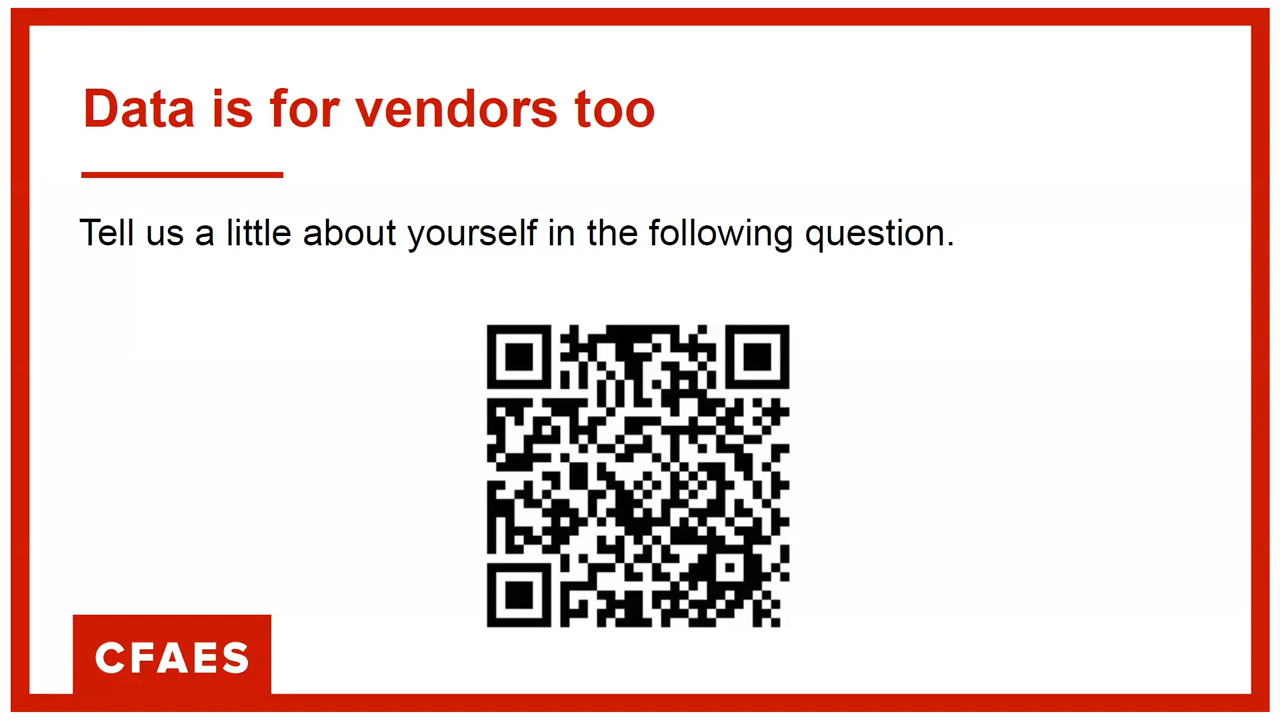 Data is for vendors too
Tell us a little about yourself in the following question.
CFAES